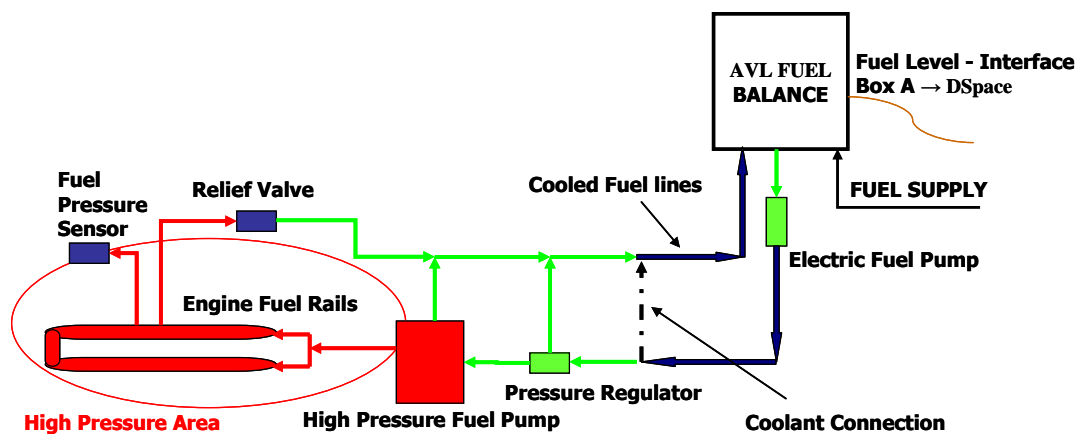 AVL FUEL
BALANCE
Fuel Level - Interface
Box A → DSpace
Fuel
Pressure
Sensor
Relief Valve
Cooled Fuel lines
FUEL SUPPLY
Electric Fuel Pump
Engine Fuel Rails
Pressure Regulator
High Pressure Area
High Pressure Fuel Pump
Coolant Connection